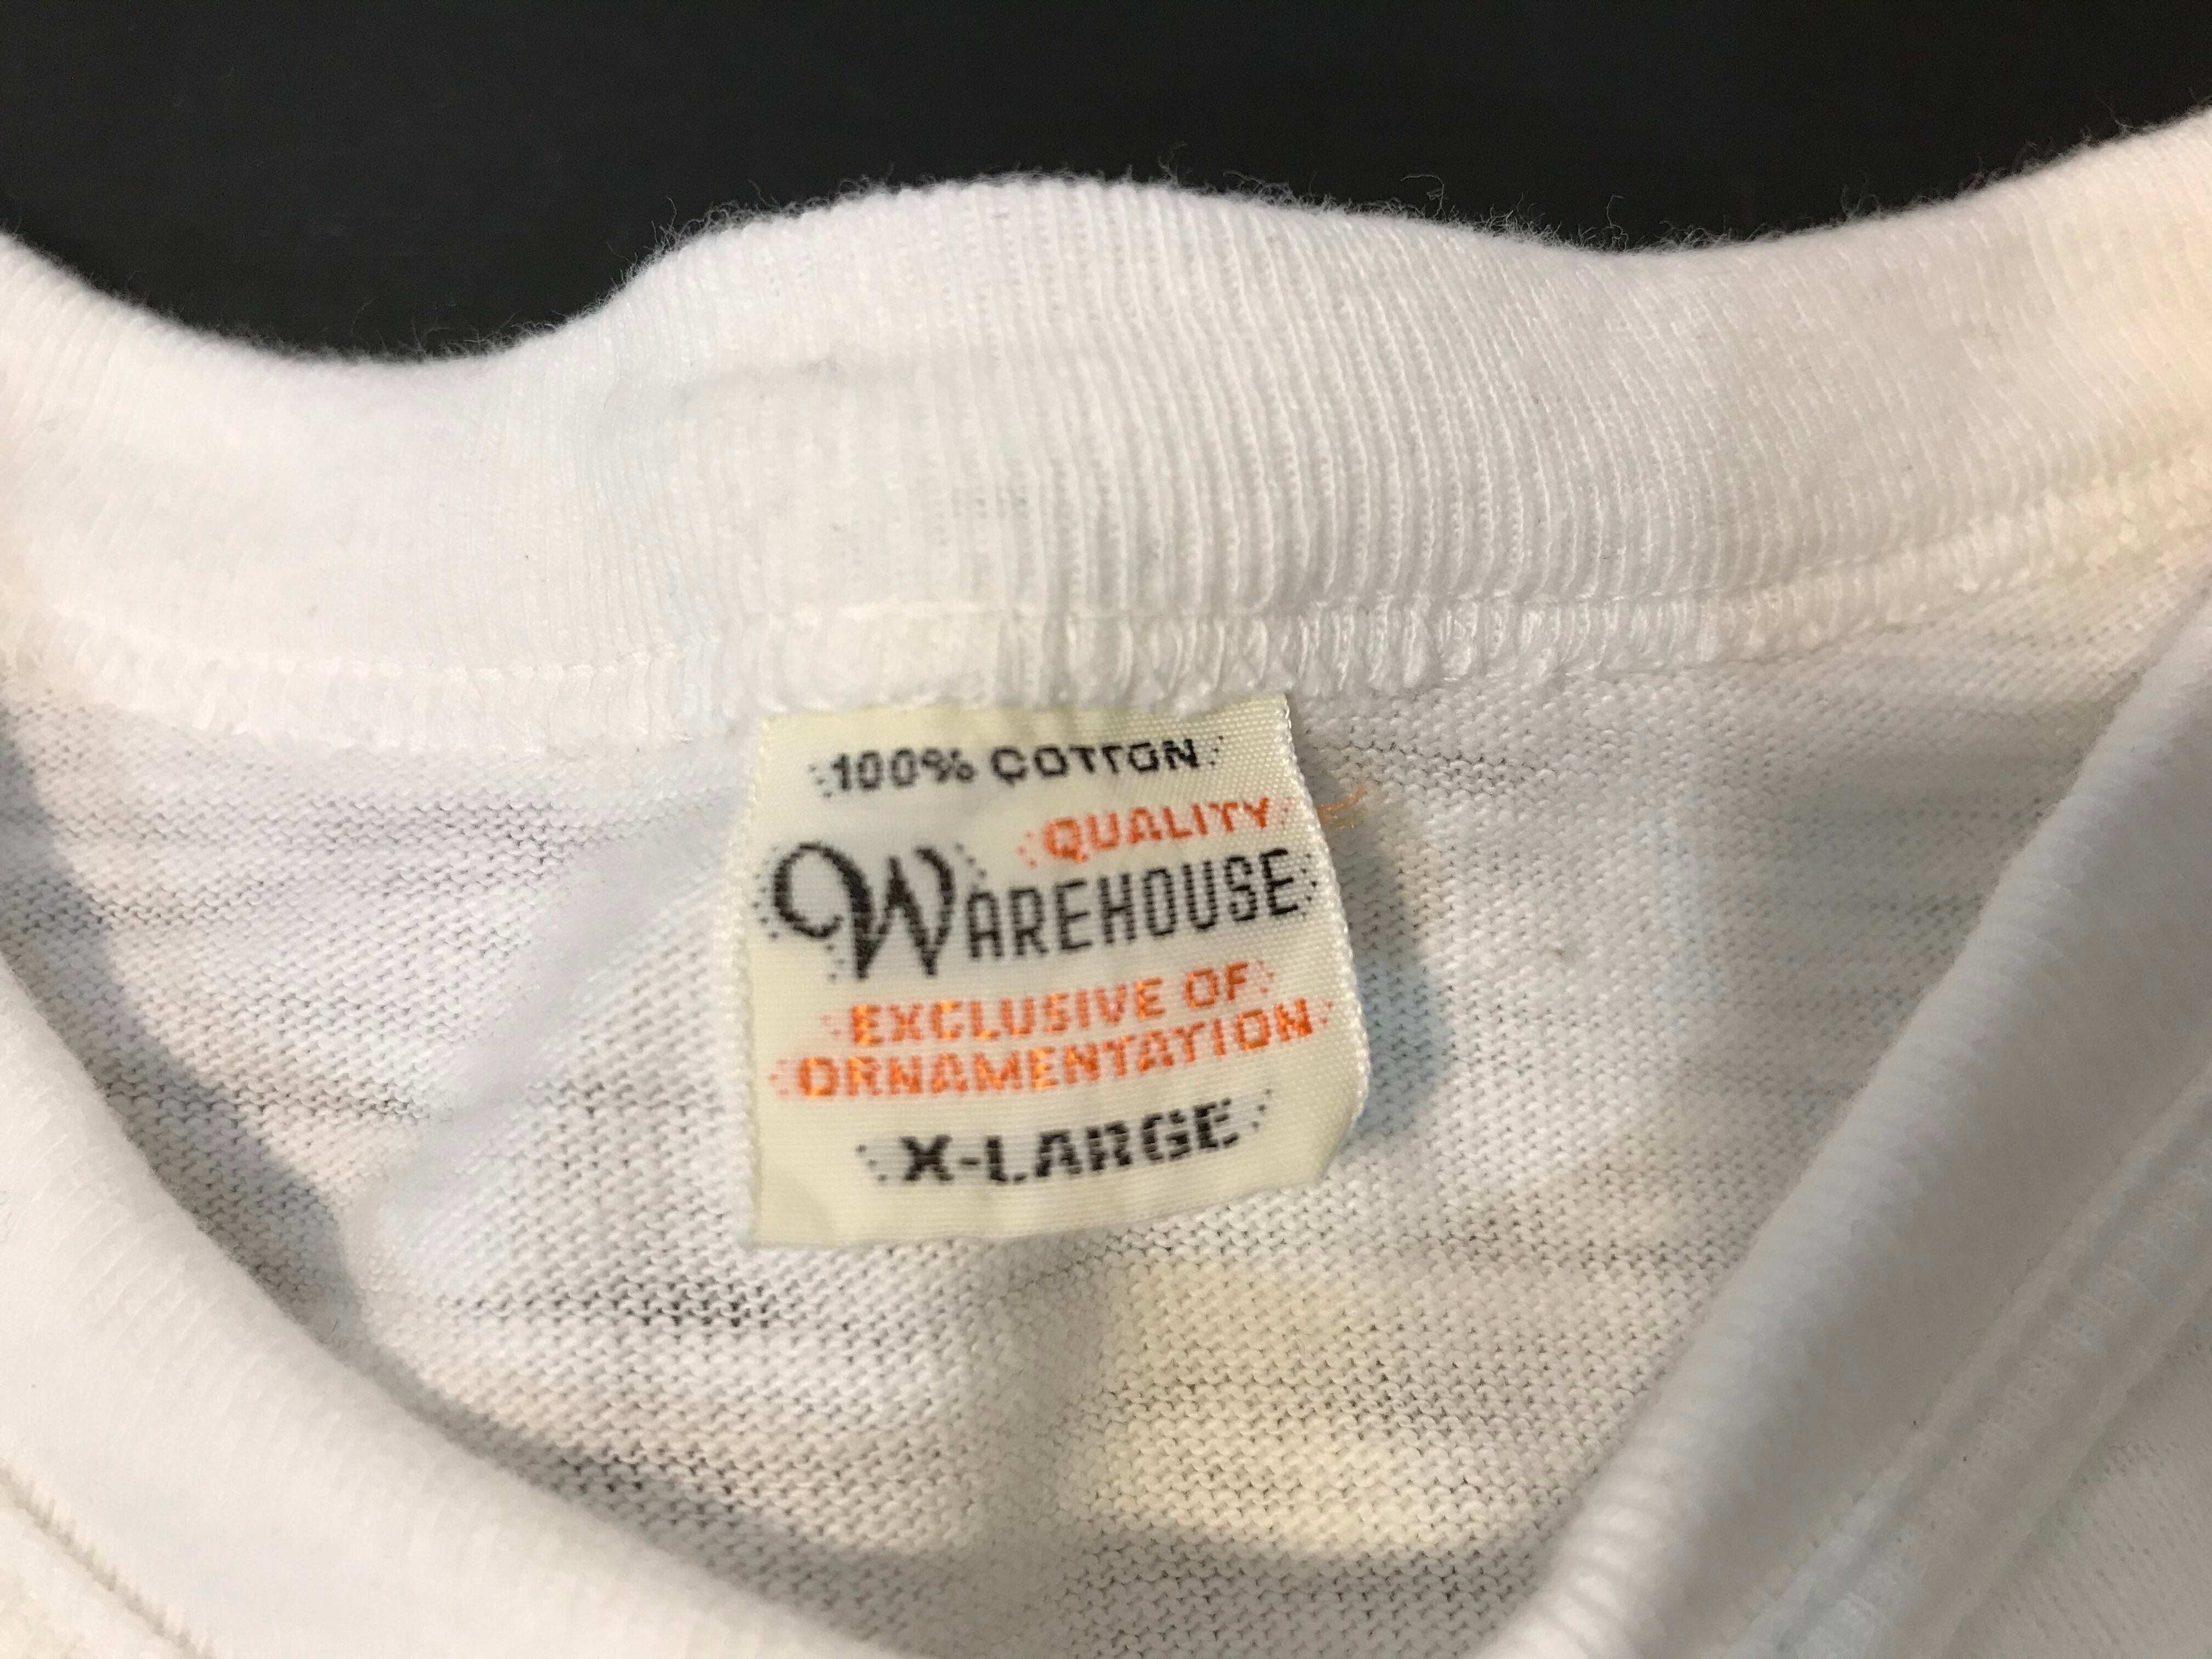 100% COTTON
QUALITY
WAREHOUSE
EXCLUSIVE OF
ORNAMENTATION
X-LARGE